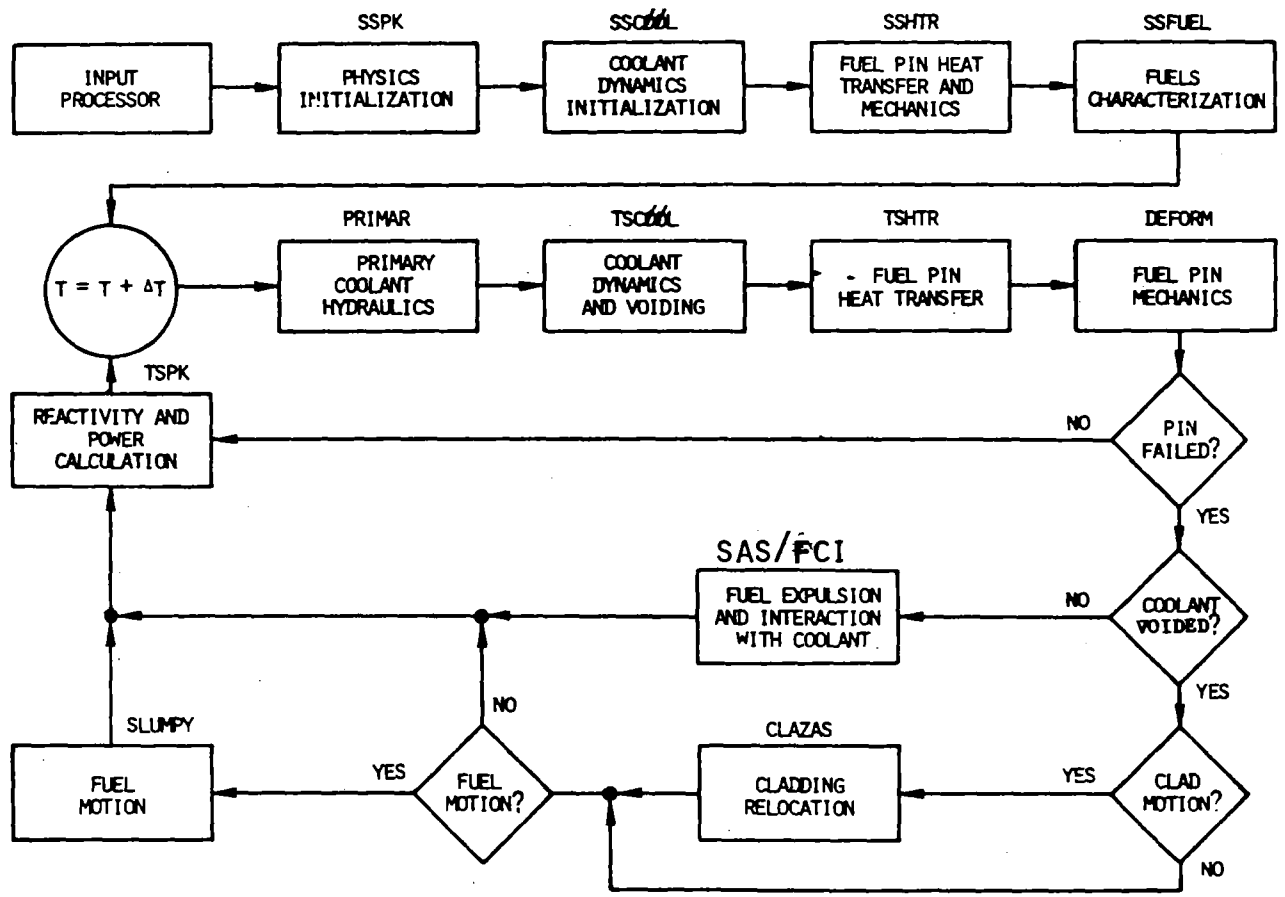 SSPK
SSCOOL
SSHTR
SSFUEL
INPUT
PROCESSOR
PHYSICS
INITIALIZATION
COOLANT
DYNAMICS
INITIALIZATION
FUEL PIN HEAT
TRANSFER AND
MECHANICS
FUELS
CHARACTERIZATION
PRIMAR
TSCOOL
TSHTR
DEFORM
T = T + ΔT
PRIMARY
COOLANT
HYDRAULICS
COOLANT
DYNAMICS
AND VOIDING
FUEL PIN
HEAT TRANSFER
FUEL PIN
MECHANICS
TSPK
REACTIVITY AND
POWER
CALCULATION
NO
PIN
FAILED?
YES
SAS/FCI
FUEL EXPULSION
AND INTERACTION
WITH COOLANT
NO
COOLANT
VOIDED?
YES
NO
SLUMPY
CLAZAS
FUEL
MOTION
YES
FUEL
MOTION?
CLADDING
RELOCATION
YES
CLAD
MOTION?
NO